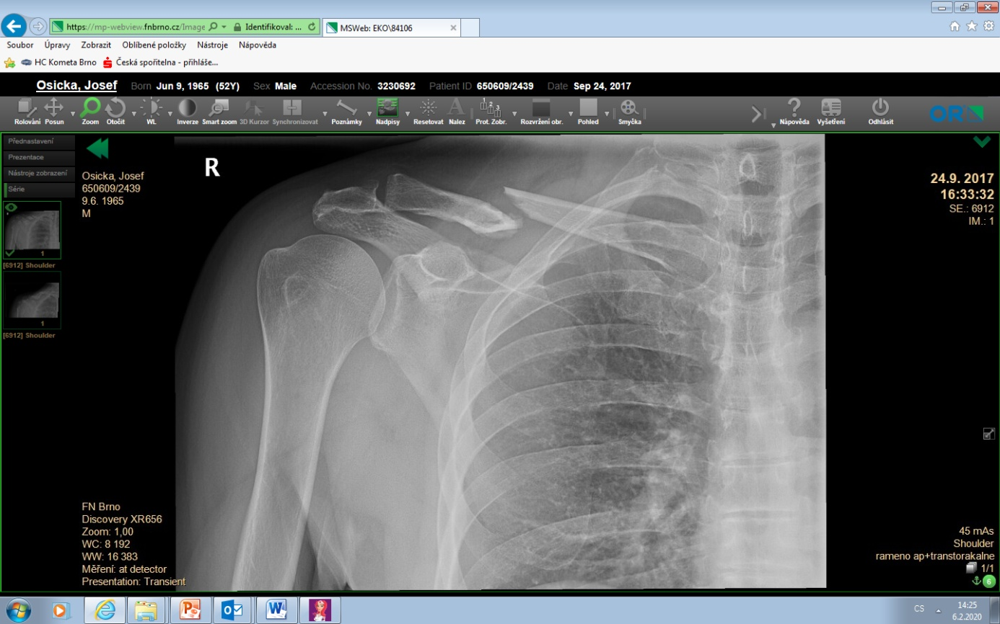 https://mp-webview.fnbrno.cz/Image
Identifikoval: ...
MSWeb: EKO\84106
Soubor Úpravy Zobrazit Oblíbené položky Nástroje Nápověda
HC Kometa Brno Česká spořitelna - přihláše...
Osicka, Josef Born Jun 9, 1965 (52Y) Sex Male Accession No. 3230692 Patient ID 650609/2439 Date Sep 24, 2017
Rolování Posun Zoom Otočit WL Inverze Smart zoom 3D Kurzor Synchronizovat Poznámky Nadpisy Resetovat Nalez Prot. Zobr. Rozvržení obr. Pohled Smyčka Nápověda Vyšetření Odhlásit
Přednastavení
Prezentace
Nástroje zobrazení
Série
1
[6912] Shoulder
1
[6912] Shoulder
Osicka, Josef
650609/2439
9.6. 1965
M
R
24.9. 2017
16:33:32
SE.: 6912
IM.: 1
FN Brno
Discovery XR656
Zoom: 1,00
WC: 8 192
WW: 16 383
Měření: at detector
Presentation: Transient
45 mAs
Shoulder
rameno ap+transtorakalne
1/1
6
CS
14:25
6.2.2020